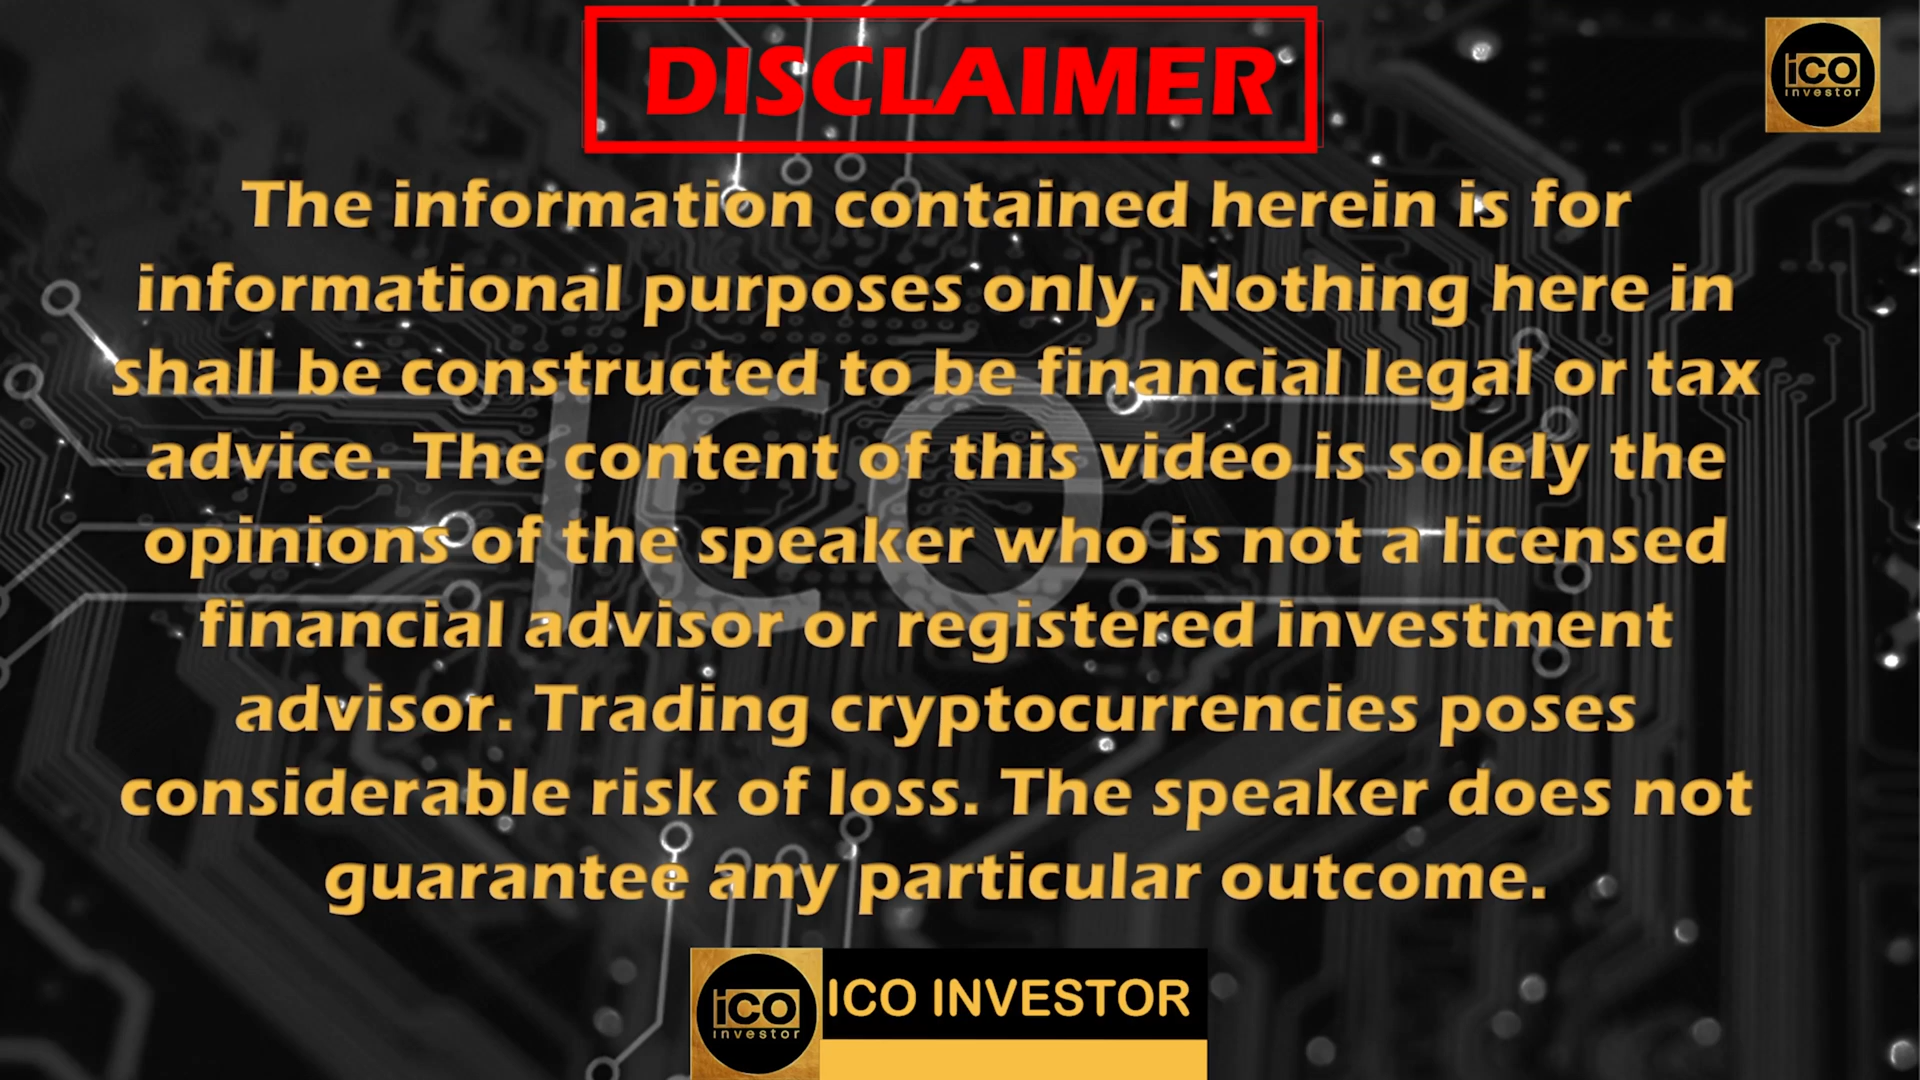 DISCLAIMER
iCO
investor
The information contained herein is for
informational purposes only. Nothing here in
shall be constructed to be financial legal or tax
advice. The content of this video is solely the
opinions of the speaker who is not a licensed
financial advisor or registered investment
advisor. Trading cryptocurrencies poses
considerable risk of loss. The speaker does not
guarantee any particular outcome.
ICO
iCO
investor
ICO INVESTOR